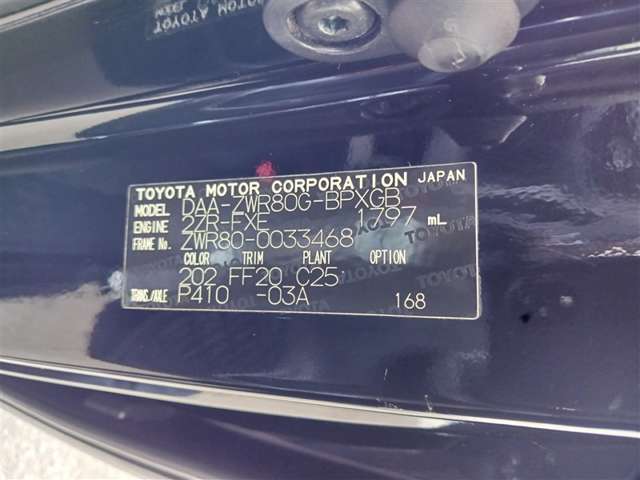 TOYOTA MOTOR CORPORATION JAPAN
MODEL DAA-ZWR80G-BPXGB
ENGINE 2ZR-FXE 1797 mL
FRAME No. ZWR80-0033468
COLOR TRIM PLANT OPTION
202 FF20 C25
TRANS./AXLE P410 -03A 168